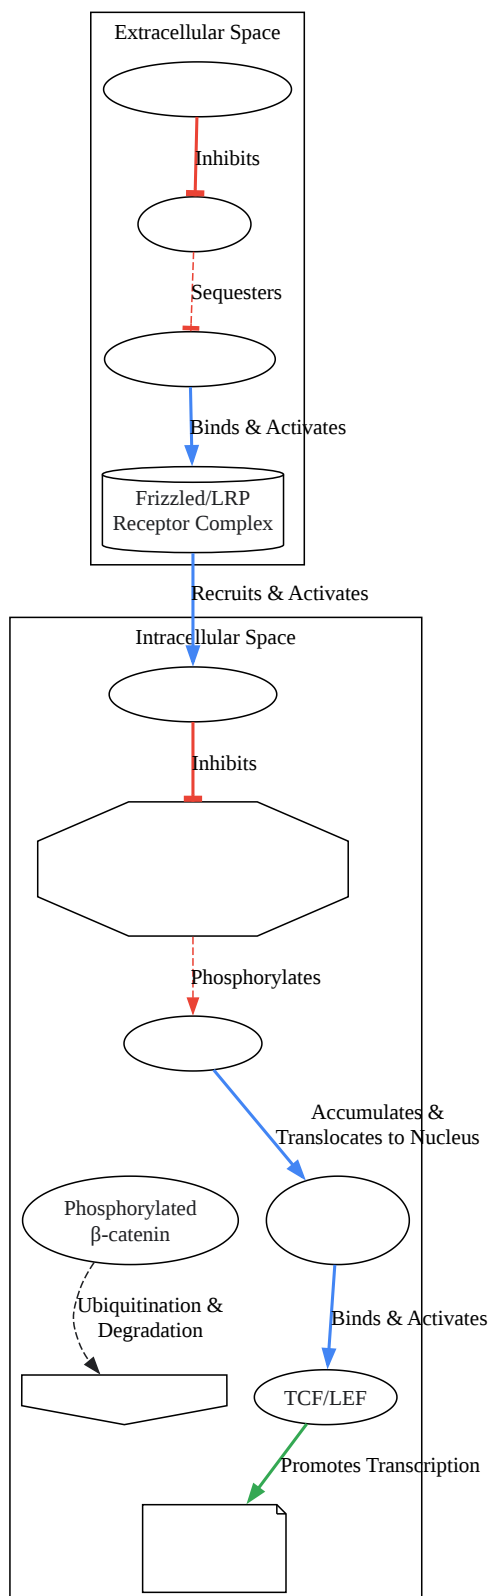 Extracellular Space
Inhibits
Sequesters
Binds & Activates
Frizzled/LRP
Receptor Complex
Recruits & Activates
Intracellular Space
Inhibits
Phosphorylates
Accumulates &
Translocates to Nucleus
Phosphorylated
β-catenin
Ubiquitination &
Degradation
Binds & Activates
TCF/LEF
Promotes Transcription